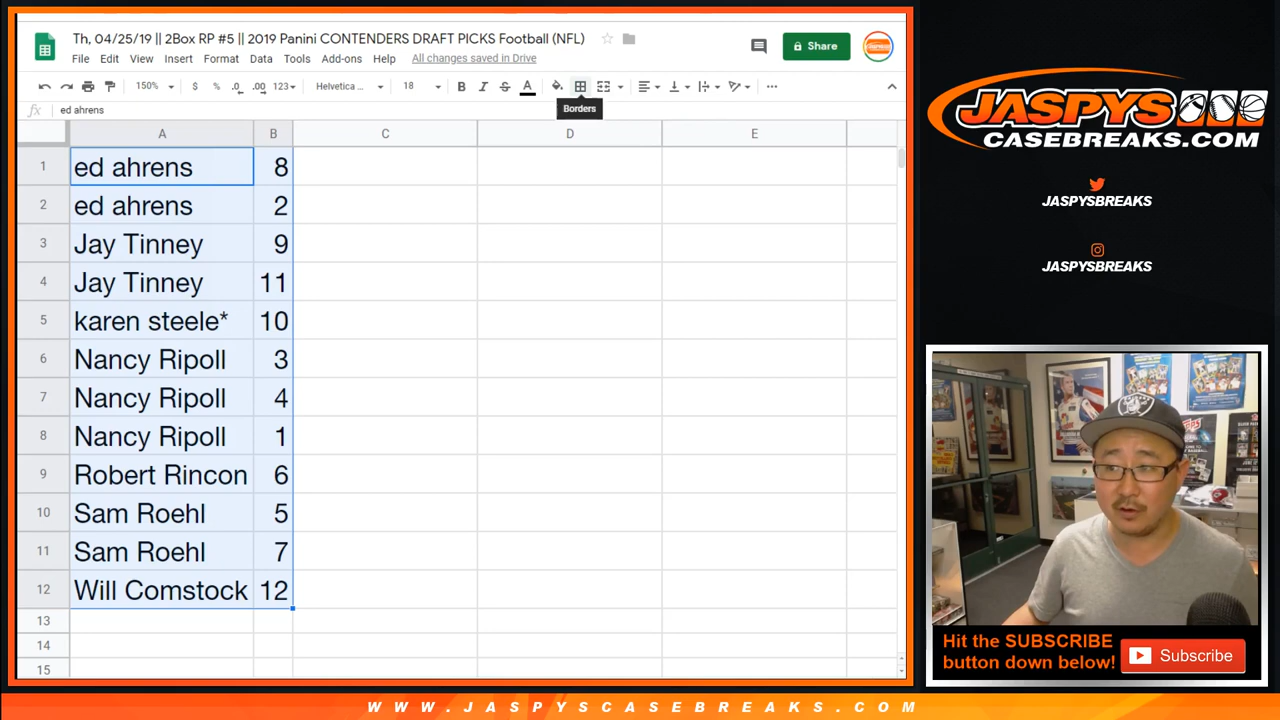 Th, 04/25/19 || 2Box RP #5 || 2019 Panini CONTENDERS DRAFT PICKS Football (NFL)
File Edit View Insert Format Data Tools Add-ons Help All changes saved in Drive
Share
150% $ % .0 .00 123 Helvetica ... 18 B I S A
Borders
fx ed ahrens
A B C D E
1 ed ahrens 8
2 ed ahrens 2
3 Jay Tinney 9
4 Jay Tinney 11
5 karen steele* 10
6 Nancy Ripoll 3
7 Nancy Ripoll 4
8 Nancy Ripoll 1
9 Robert Rincon 6
10 Sam Roehl 5
11 Sam Roehl 7
12 Will Comstock 12
13
14
15
JASPYS
CASEBREAKS.COM
JASPYSBREAKS
JASPYSBREAKS
Hit the SUBSCRIBE
button down below!
Subscribe
WWW.JASPYSCASEBREAKS.COM